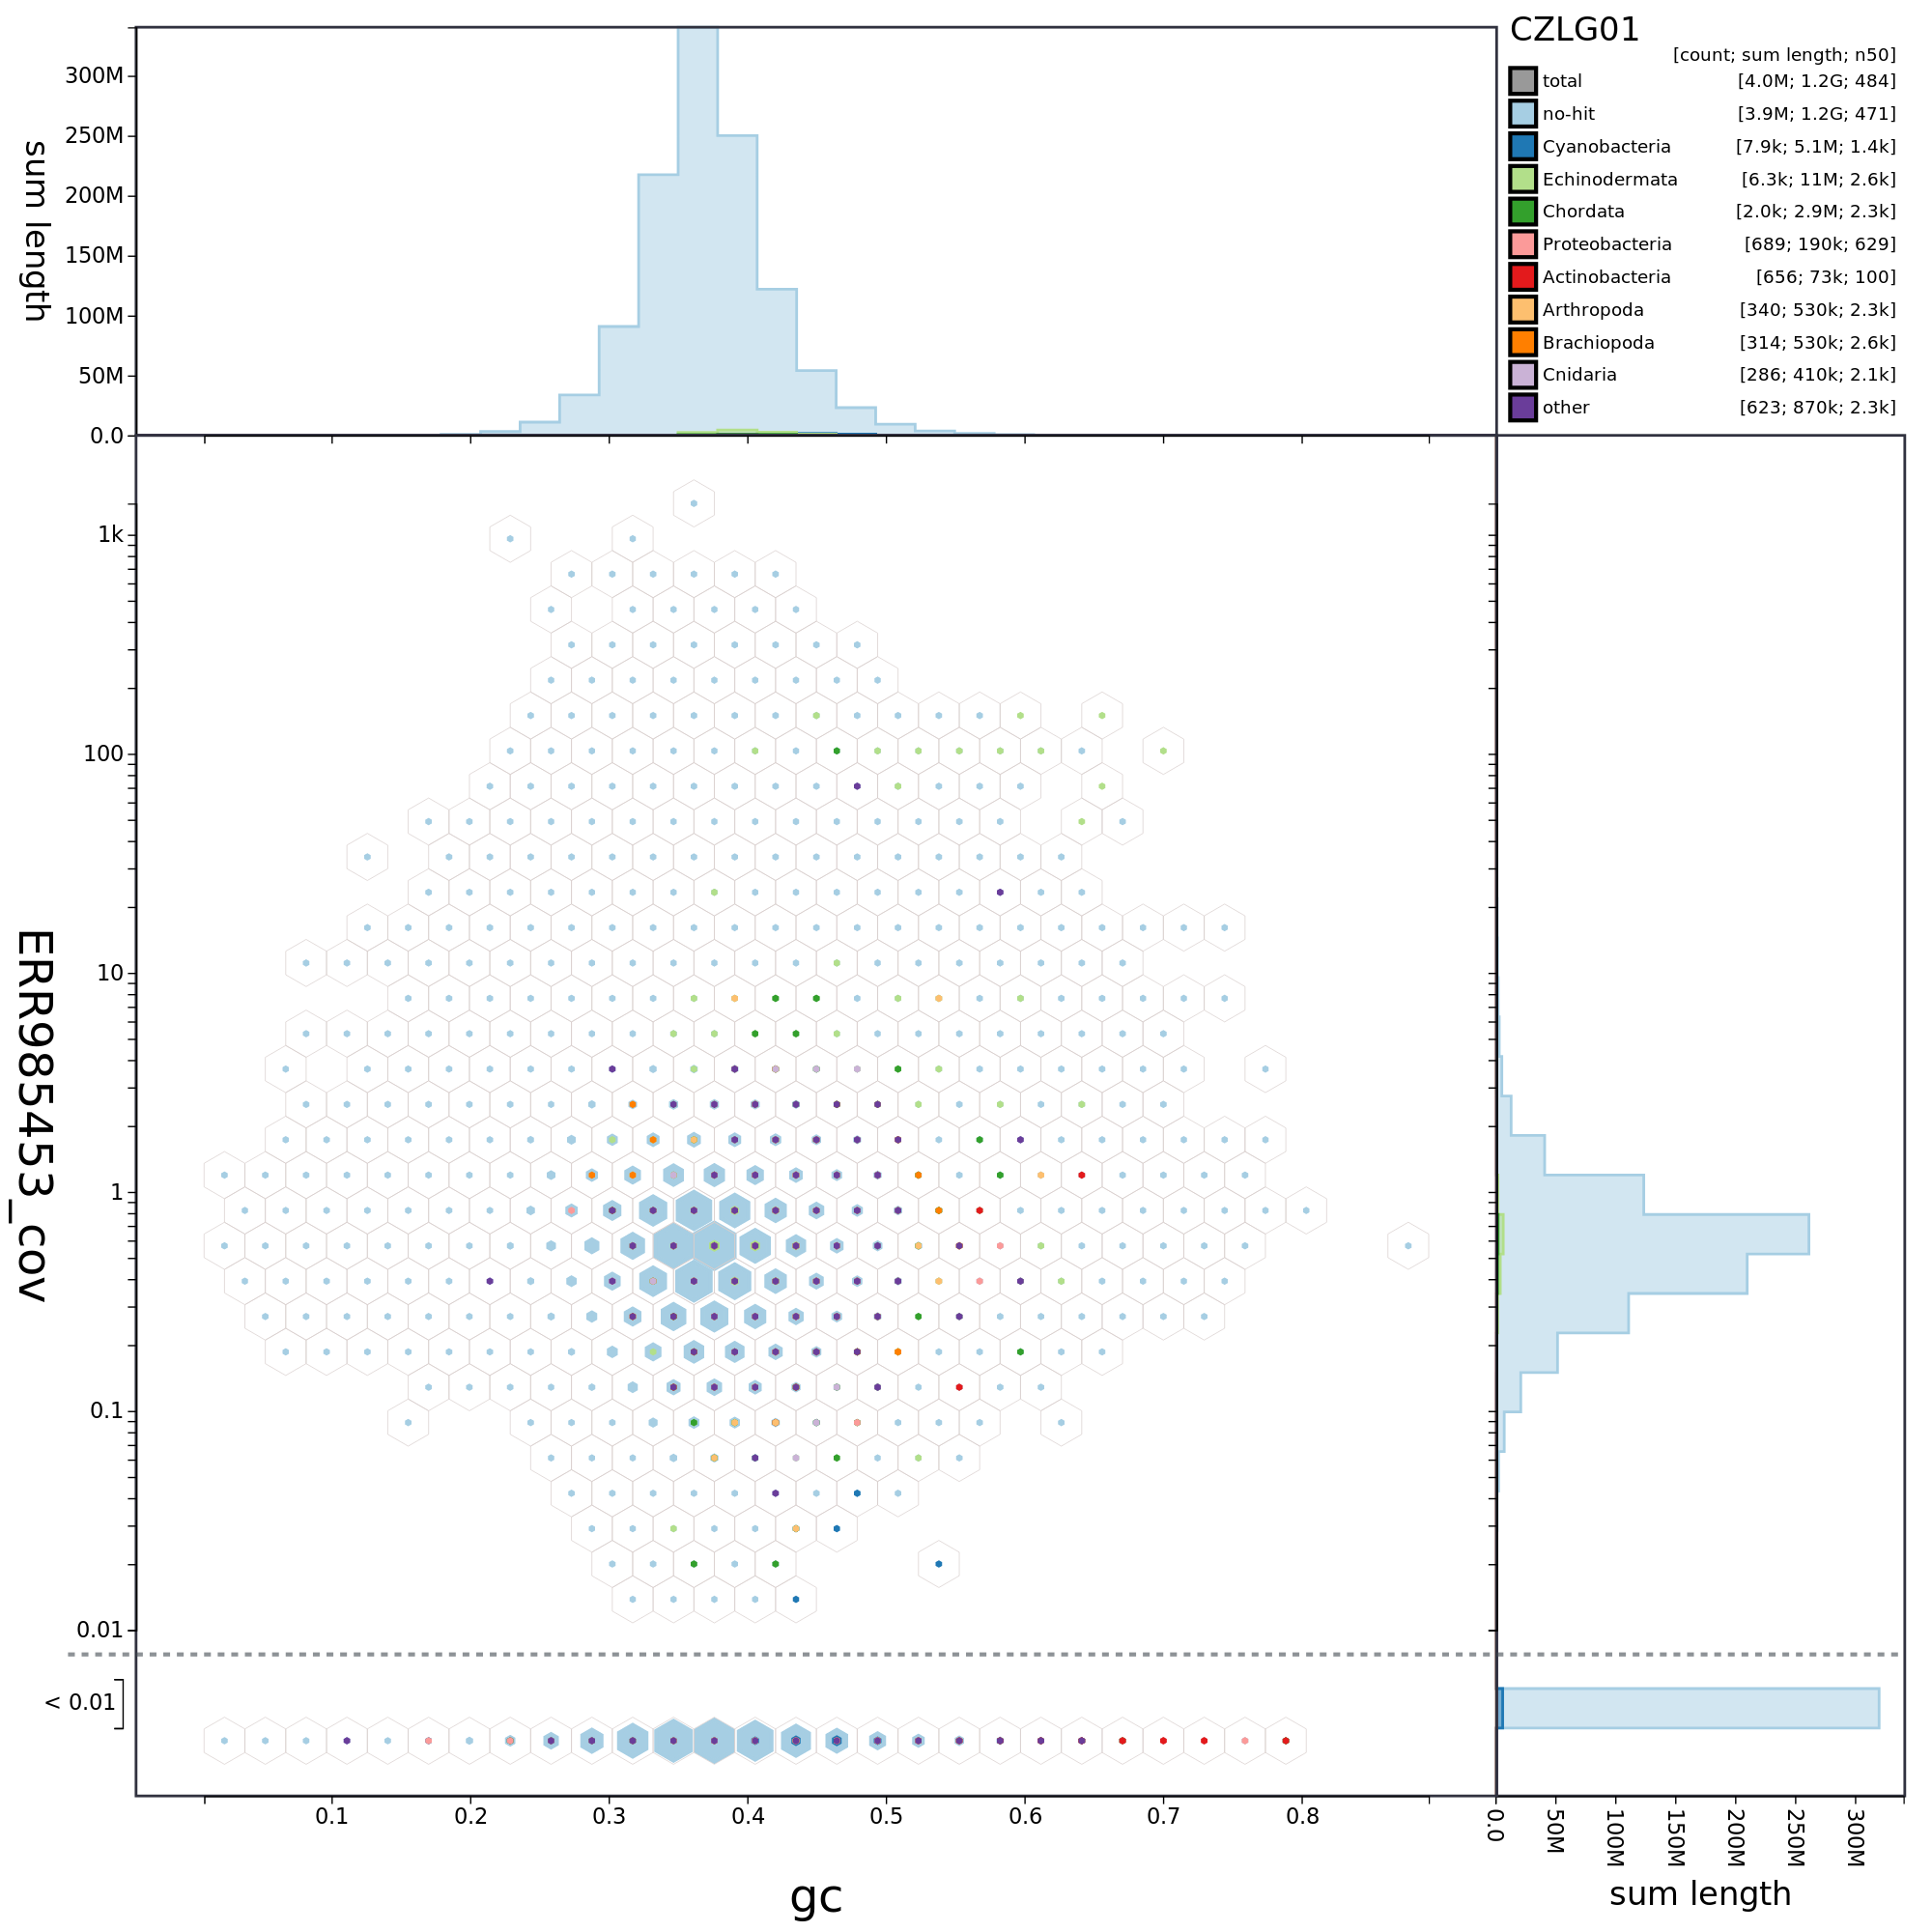 CZLG01
[count; sum length; n50]
total [4.0M; 1.2G; 484]
no-hit [3.9M; 1.2G; 471]
Cyanobacteria [7.9k; 5.1M; 1.4k]
Echinodermata [6.3k; 11M; 2.6k]
Chordata [2.0k; 2.9M; 2.3k]
Proteobacteria [689; 190k; 629]
Actinobacteria [656; 73k; 100]
Arthropoda [340; 530k; 2.3k]
Brachiopoda [314; 530k; 2.6k]
Cnidaria [286; 410k; 2.1k]
other [623; 870k; 2.3k]
sum length
300M
250M
200M
150M
100M
50M
0.0
ERR985453_cov
1k
100
10
1
0.1
0.01
< 0.01
0.1 0.2 0.3 0.4 0.5 0.6 0.7 0.8
gc
0.0 50M 100M 150M 200M 250M 300M
sum length